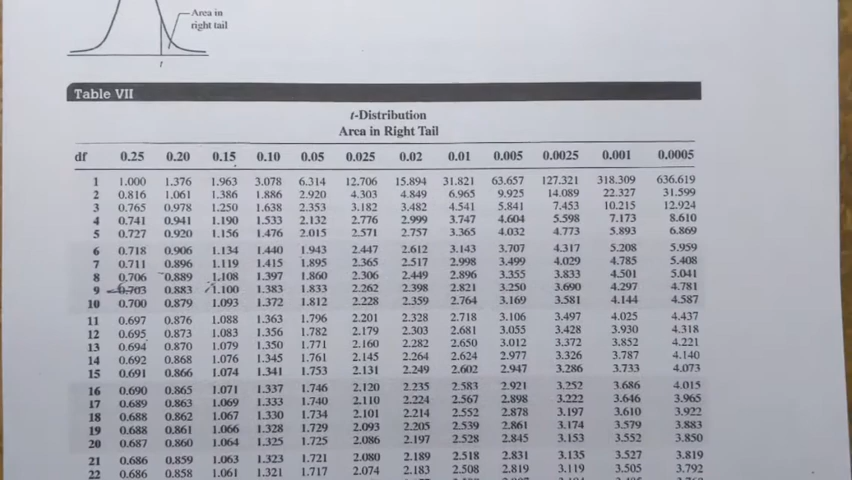 Area in
right tail
t
Table VII
t-Distribution
Area in Right Tail
df 0.25 0.20 0.15 0.10 0.05 0.025 0.02 0.01 0.005 0.0025 0.001 0.0005
1 1.000 1.376 1.963 3.078 6.314 12.706 15.894 31.821 63.657 127.321 318.309 636.619
2 0.816 1.061 1.386 1.886 2.920 4.303 4.849 6.965 9.925 14.089 22.327 31.599
3 0.765 0.978 1.250 1.638 2.353 3.182 3.482 4.541 5.841 7.453 10.215 12.924
4 0.741 0.941 1.190 1.533 2.132 2.776 2.999 3.747 4.604 5.598 7.173 8.610
5 0.727 0.920 1.156 1.476 2.015 2.571 2.757 3.365 4.032 4.773 5.893 6.869
6 0.718 0.906 1.134 1.440 1.943 2.447 2.612 3.143 3.707 4.317 5.208 5.959
7 0.711 0.896 1.119 1.415 1.895 2.365 2.517 2.998 3.499 4.029 4.785 5.408
8 0.706 0.889 1.108 1.397 1.860 2.306 2.449 2.896 3.355 3.833 4.501 5.041
9 0.703 0.883 1.100 1.383 1.833 2.262 2.398 2.821 3.250 3.690 4.297 4.781
10 0.700 0.879 1.093 1.372 1.812 2.228 2.359 2.764 3.169 3.581 4.144 4.587
11 0.697 0.876 1.088 1.363 1.796 2.201 2.328 2.718 3.106 3.497 4.025 4.437
12 0.695 0.873 1.083 1.356 1.782 2.179 2.303 2.681 3.055 3.428 3.930 4.318
13 0.694 0.870 1.079 1.350 1.771 2.160 2.282 2.650 3.012 3.372 3.852 4.221
14 0.692 0.868 1.076 1.345 1.761 2.145 2.264 2.624 2.977 3.326 3.787 4.140
15 0.691 0.866 1.074 1.341 1.753 2.131 2.249 2.602 2.947 3.286 3.733 4.073
16 0.690 0.865 1.071 1.337 1.746 2.120 2.235 2.583 2.921 3.252 3.686 4.015
17 0.689 0.863 1.069 1.333 1.740 2.110 2.224 2.567 2.898 3.222 3.646 3.965
18 0.688 0.862 1.067 1.330 1.734 2.101 2.214 2.552 2.878 3.197 3.610 3.922
19 0.688 0.861 1.066 1.328 1.729 2.093 2.205 2.539 2.861 3.174 3.579 3.883
20 0.687 0.860 1.064 1.325 1.725 2.086 2.197 2.528 2.845 3.153 3.552 3.850
21 0.686 0.859 1.063 1.323 1.721 2.080 2.189 2.518 2.831 3.135 3.527 3.819
22 0.686 0.858 1.061 1.321 1.717 2.074 2.183 2.508 2.819 3.119 3.505 3.792